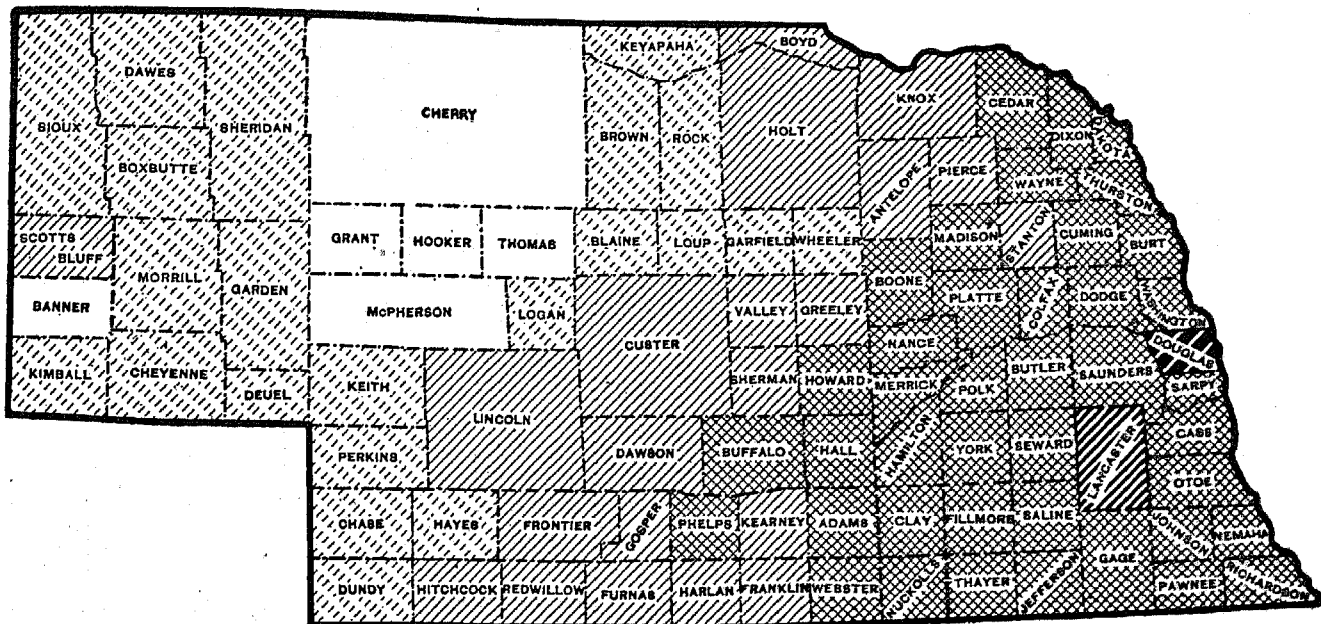 KEYAPAHA
BOYD
DAWES
CHERRY
KNOX
CEDAR
SIOUX
SHERIDAN
BROWN
ROCK
HOLT
DIXON
DAKOTA
BOXBUTTE
ANTELOPE
PIERCE
WAYNE
THURSTON
SCOTTS
BLUFF
GRANT
HOOKER
THOMAS
BLAINE
LOUP
GARFIELD
WHEELER
MADISON
STANTON
CUMING
BURT
MORRILL
GARDEN
BOONE
BANNER
McPHERSON
LOGAN
VALLEY
GREELEY
PLATTE
COLFAX
DODGE
WASHINGTON
CUSTER
NANCE
DOUGLAS
KIMBALL
CHEYENNE
DEUEL
KEITH
SHERMAN
HOWARD
MERRICK
POLK
BUTLER
SAUNDERS
SARPY
LINCOLN
PERKINS
DAWSON
BUFFALO
HALL
HAMILTON
YORK
SEWARD
LANCASTER
CASS
OTOE
CHASE
HAYES
FRONTIER
GOSPER
PHELPS
KEARNEY
ADAMS
CLAY
FILLMORE
SALINE
JOHNSON
NEMAHA
GAGE
DUNDY
HITCHCOCK
REDWILLOW
FURNAS
HARLAN
FRANKLIN
WEBSTER
NUCKOLS
THAYER
JEFFERSON
PAWNEE
RICHARDSON